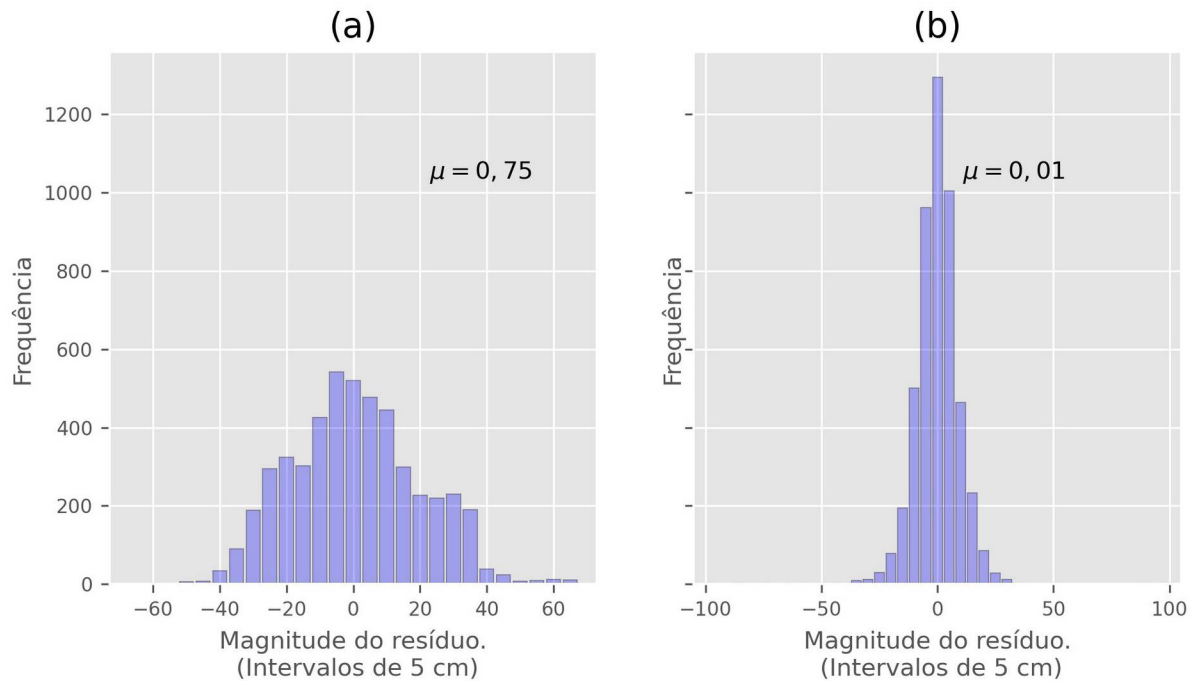 (a)
1200
1000
800
600
400
200
0
Frequência
μ = 0, 75
−60 −40 −20 0 20 40 60
Magnitude do resíduo.
(Intervalos de 5 cm)
(b)
Frequência
μ = 0, 01
−100 −50 0 50 100
Magnitude do resíduo.
(Intervalos de 5 cm)